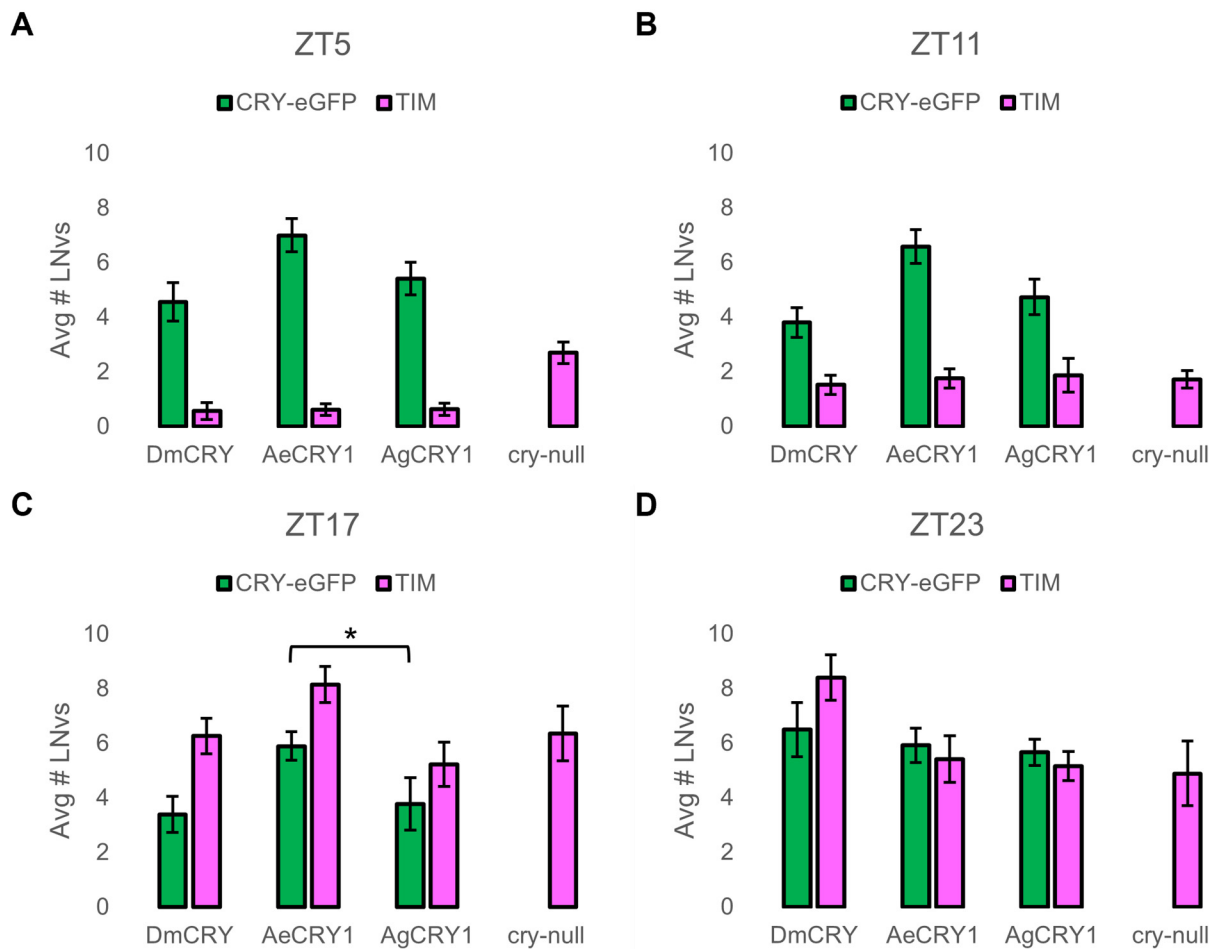 A
ZT5
CRY-eGFP TIM
Avg # LNvs
10
8
6
4
2
0
DmCRY AeCRY1 AgCRY1 cry-null
B
ZT11
CRY-eGFP TIM
Avg # LNvs
10
8
6
4
2
0
DmCRY AeCRY1 AgCRY1 cry-null
C
ZT17
CRY-eGFP TIM
Avg # LNvs
10
8
6
4
2
0
*
DmCRY AeCRY1 AgCRY1 cry-null
D
ZT23
CRY-eGFP TIM
Avg # LNvs
10
8
6
4
2
0
DmCRY AeCRY1 AgCRY1 cry-null